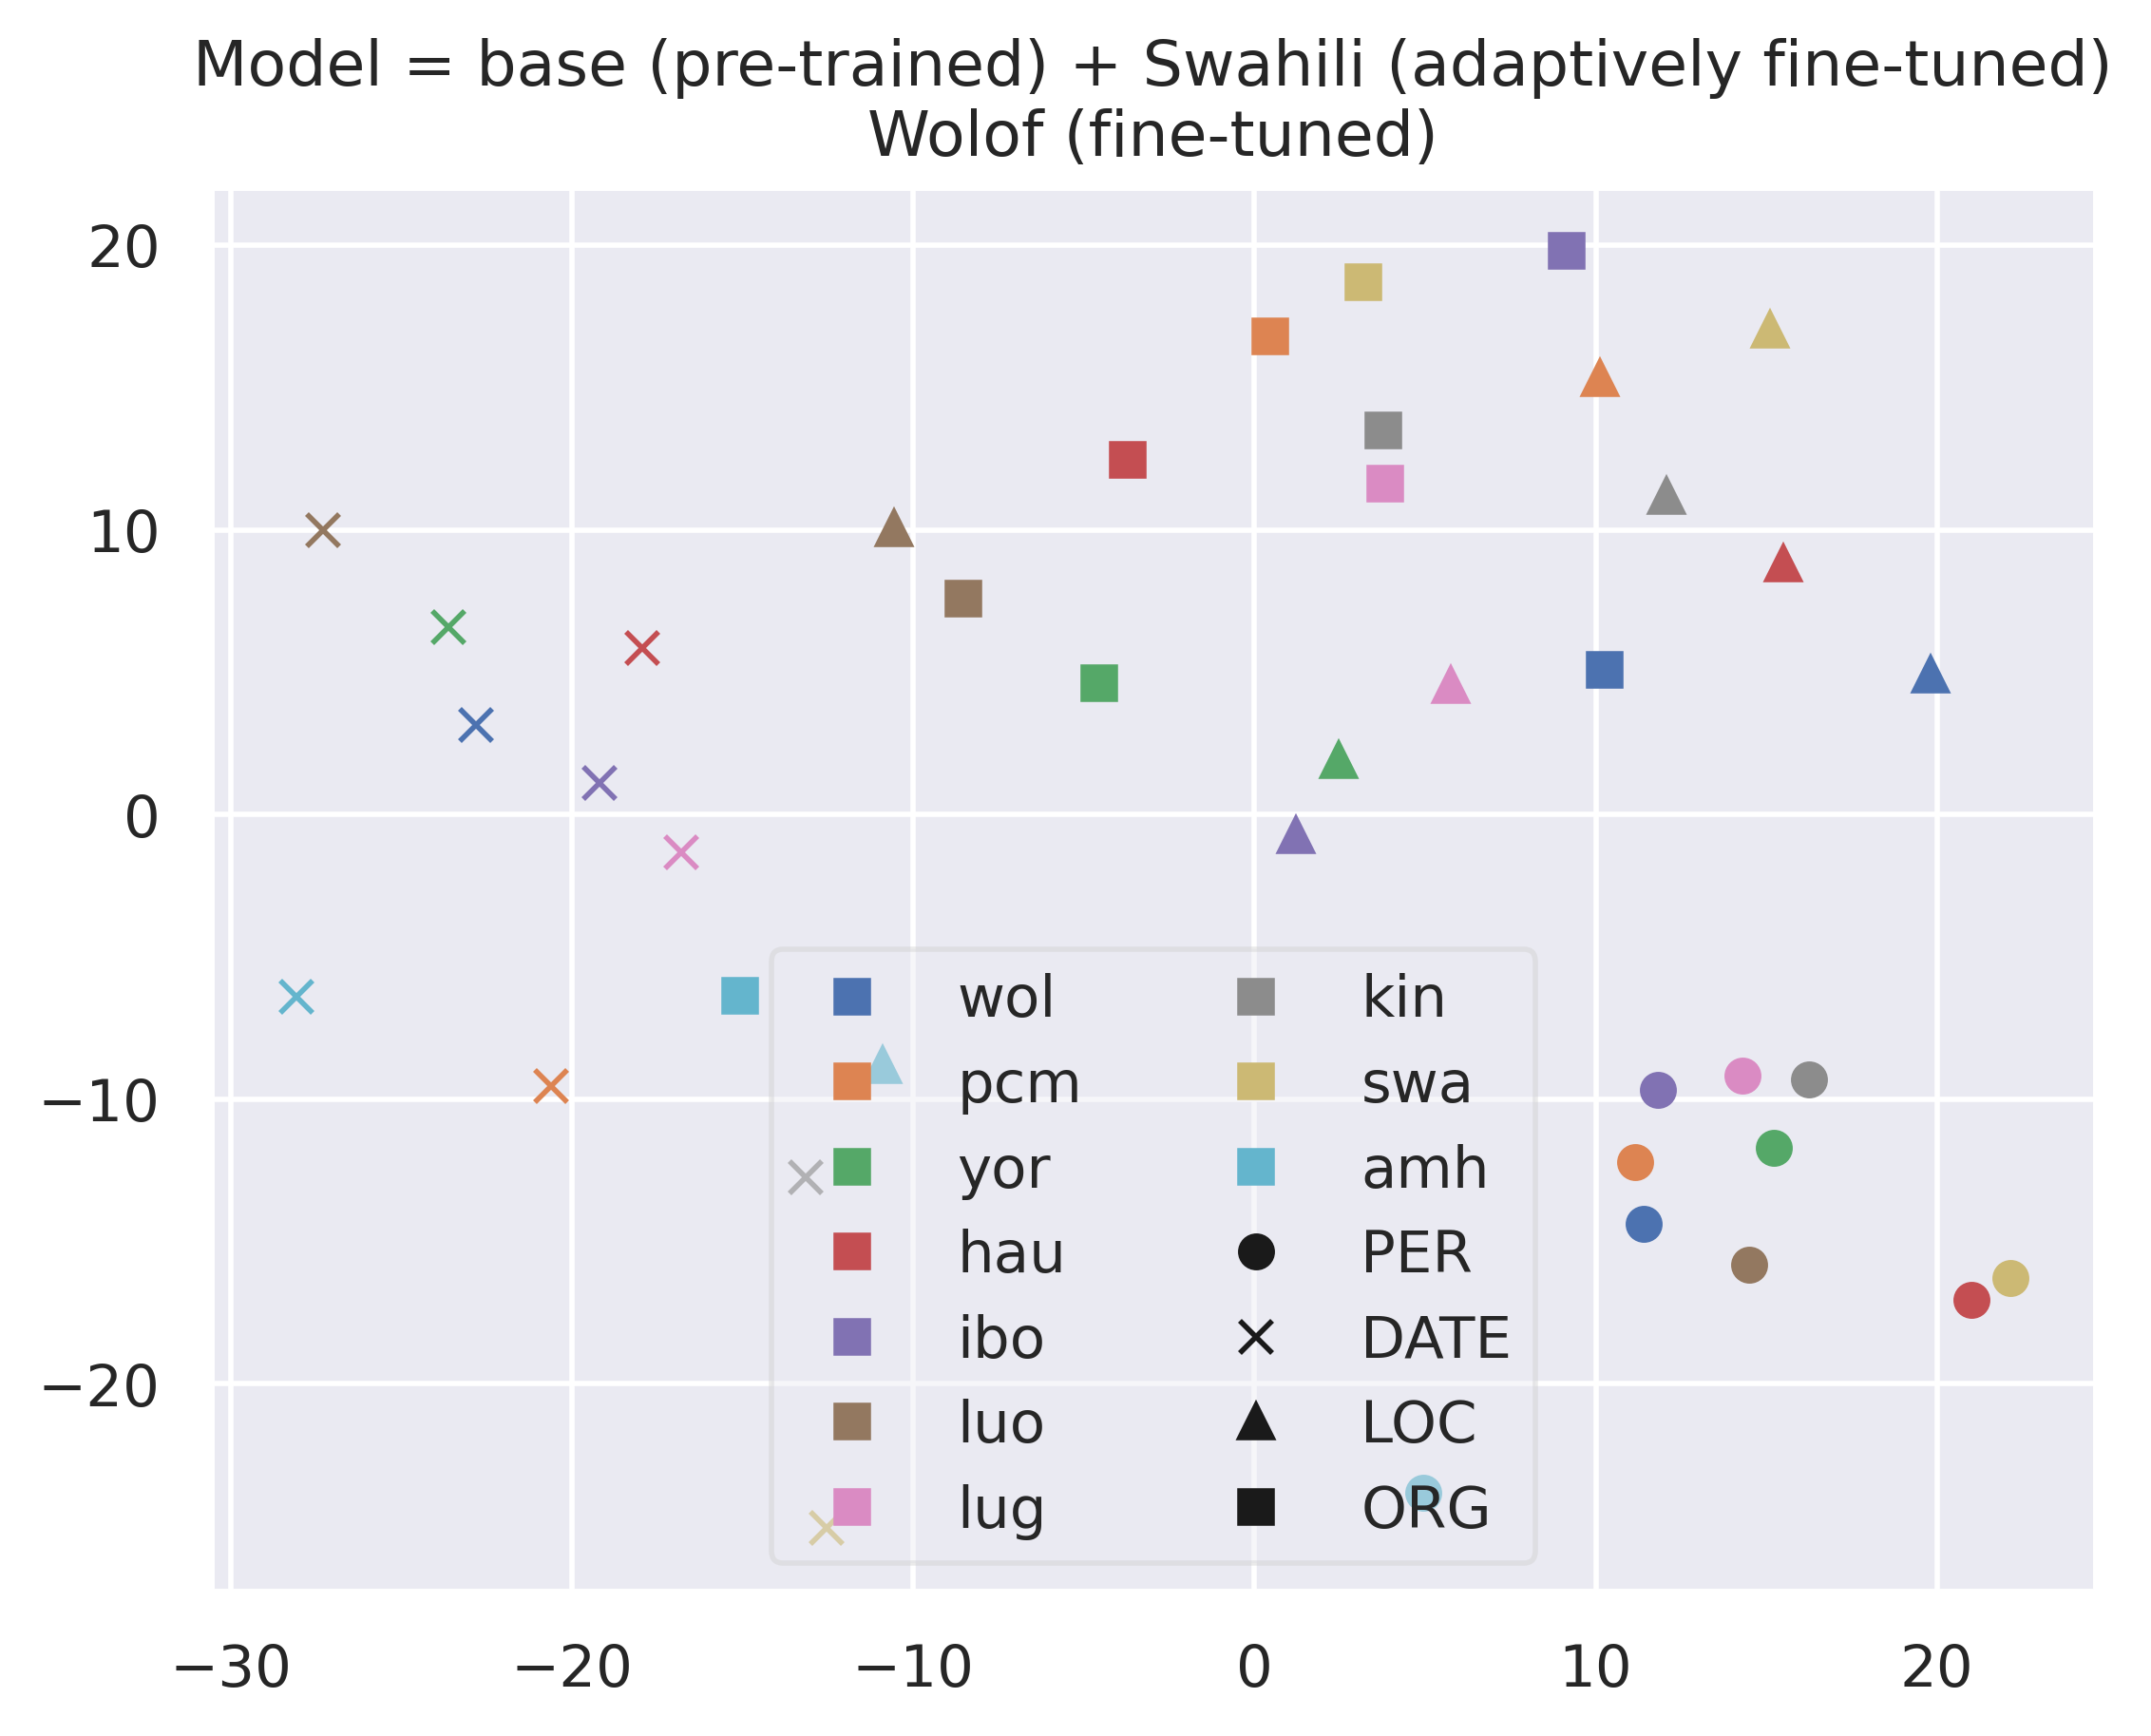 Model = base (pre-trained) + Swahili (adaptively fine-tuned)
Wolof (fine-tuned)
20
10
0
−10
−20
wol
pcm
yor
hau
ibo
luo
lug
kin
swa
amh
PER
DATE
LOC
ORG
−30
−20
−10
0
10
20